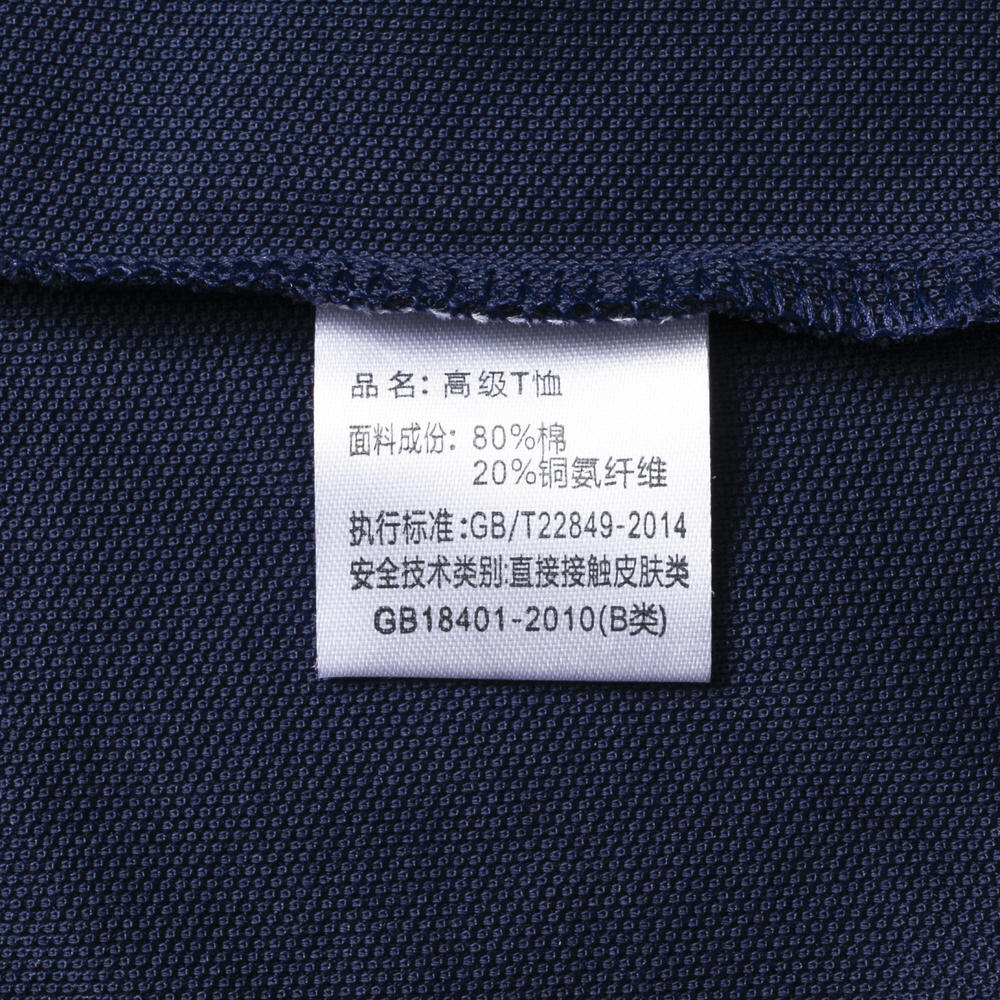 品名：高级T恤
面料成份：80%棉
20%铜氨纤维
执行标准:GB/T22849-2014
安全技术类别:直接接触皮肤类
GB18401-2010(B类)